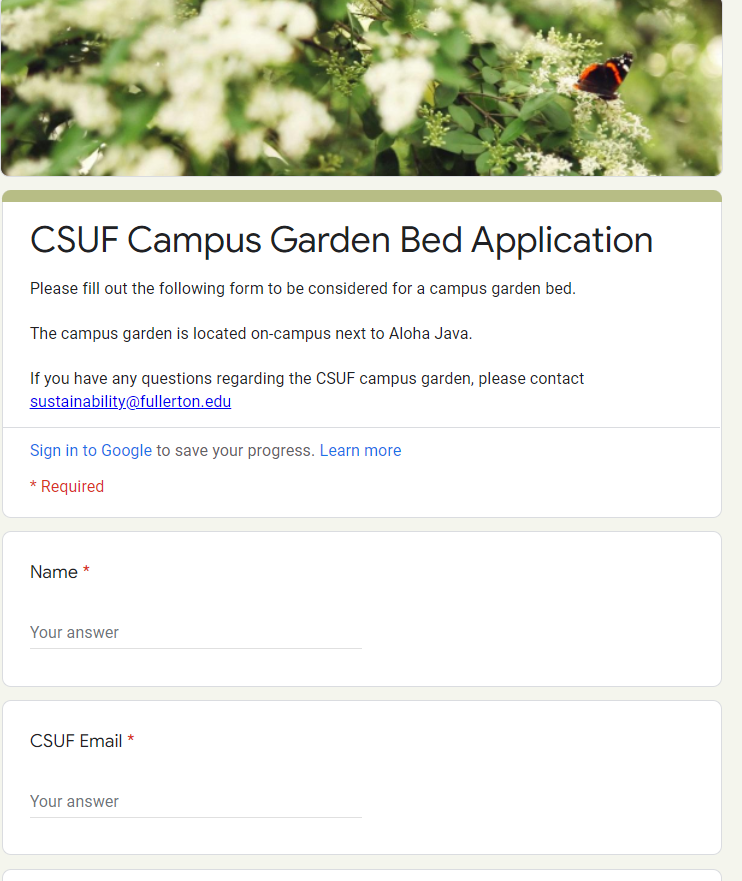 CSUF Campus Garden Bed Application
Please fill out the following form to be considered for a campus garden bed.
The campus garden is located on-campus next to Aloha Java.
If you have any questions regarding the CSUF campus garden, please contact
sustainability@fullerton.edu
Sign in to Google to save your progress. Learn more
* Required
Name *
Your answer
CSUF Email *
Your answer